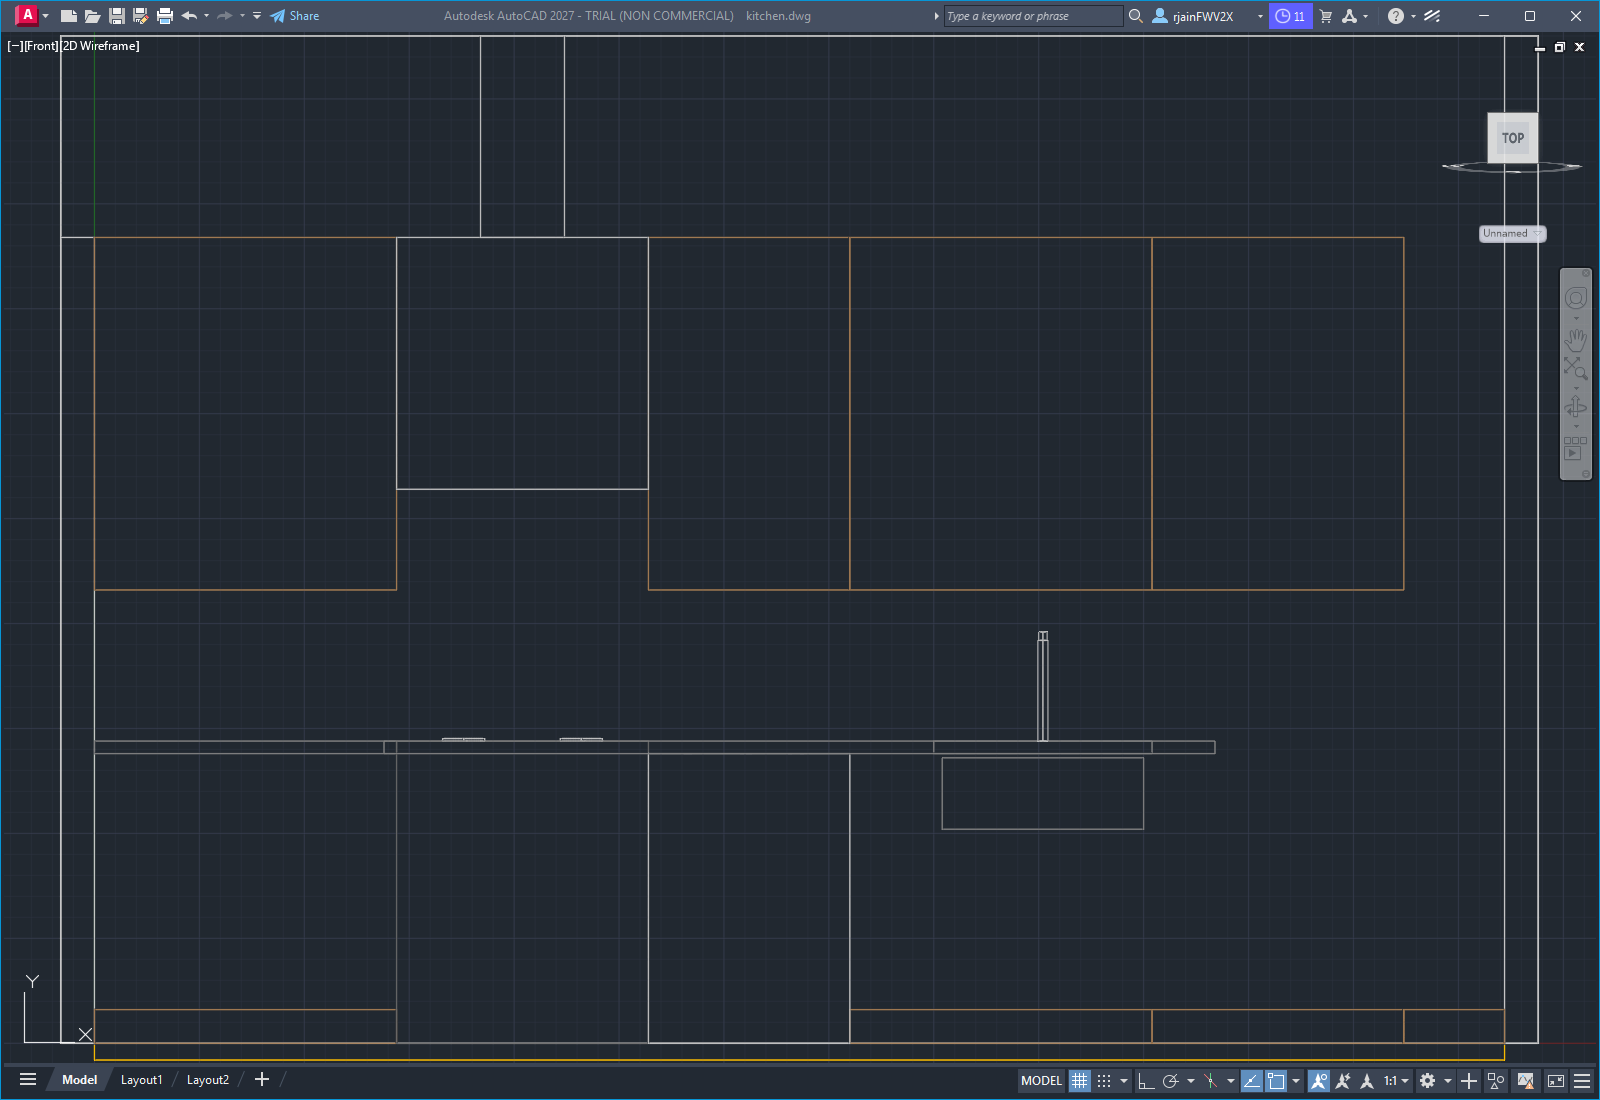 A Share Autodesk AutoCAD 2027 - TRIAL (NON COMMERCIAL) kitchen.dwg Type a keyword or phrase rjainFWV2X 11 ?
[−][Front][2D Wireframe]
TOP
Unnamed
Y
X
Model Layout1 Layout2 MODEL 1:1